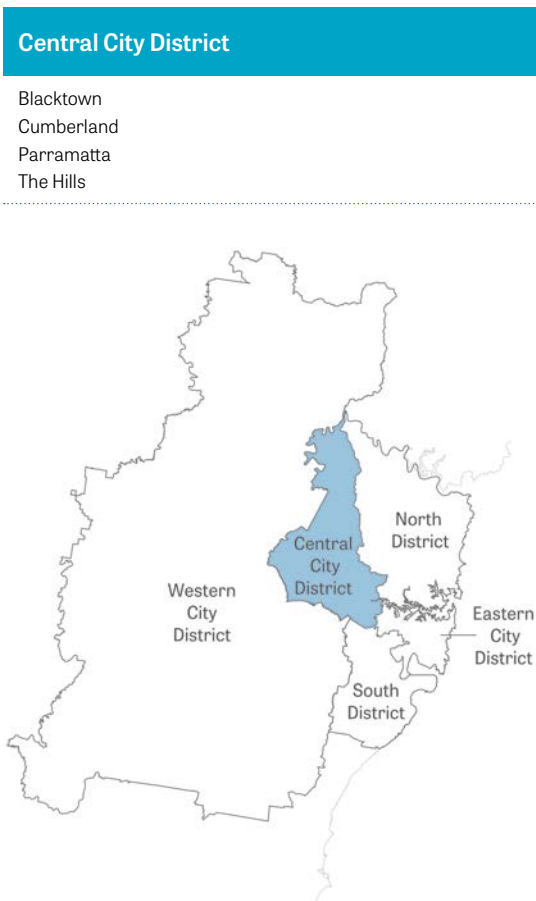 Central City District
Blacktown
Cumberland
Parramatta
The Hills
North
District
Central
City
District
Western
City
District
Eastern
City
District
South
District